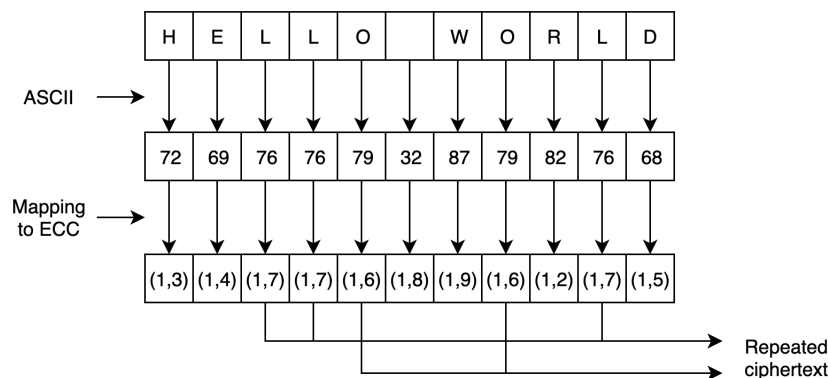 H E L L O W O R L D
ASCII
72 69 76 76 79 32 87 79 82 76 68
Mapping
to ECC
(1,3) (1,4) (1,7) (1,7) (1,6) (1,8) (1,9) (1,6) (1,2) (1,7) (1,5)
Repeated
ciphertext